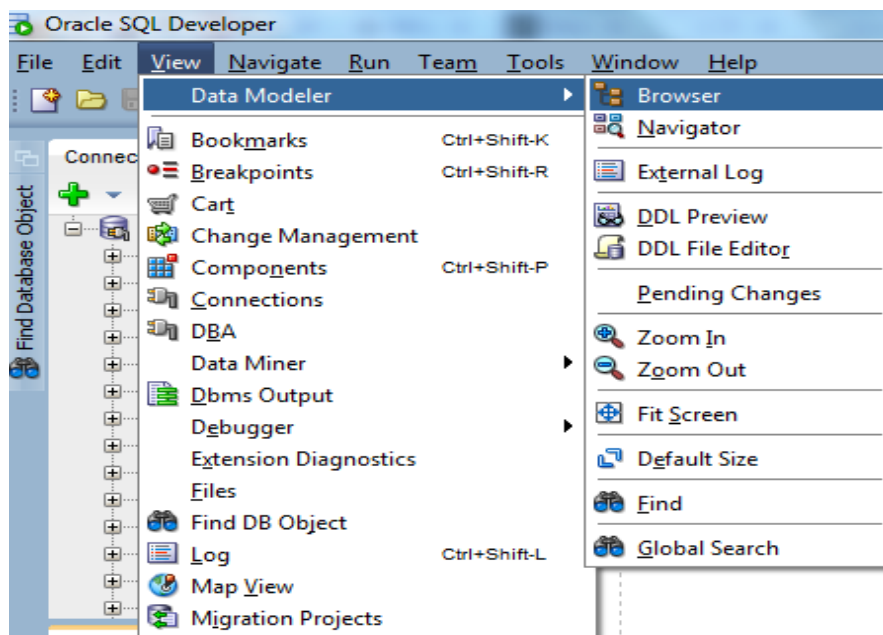 Oracle SQL Developer
File Edit View Navigate Run Team Tools Window Help
Connec
Find Database Object
Data Modeler
Bookmarks Ctrl+Shift-K
Breakpoints Ctrl+Shift-R
Cart
Change Management
Components Ctrl+Shift-P
Connections
DBA
Data Miner
Dbms Output
Debugger
Extension Diagnostics
Files
Find DB Object
Log Ctrl+Shift-L
Map View
Migration Projects
Browser
Navigator
External Log
DDL Preview
DDL File Editor
Pending Changes
Zoom In
Zoom Out
Fit Screen
Default Size
Find
Global Search